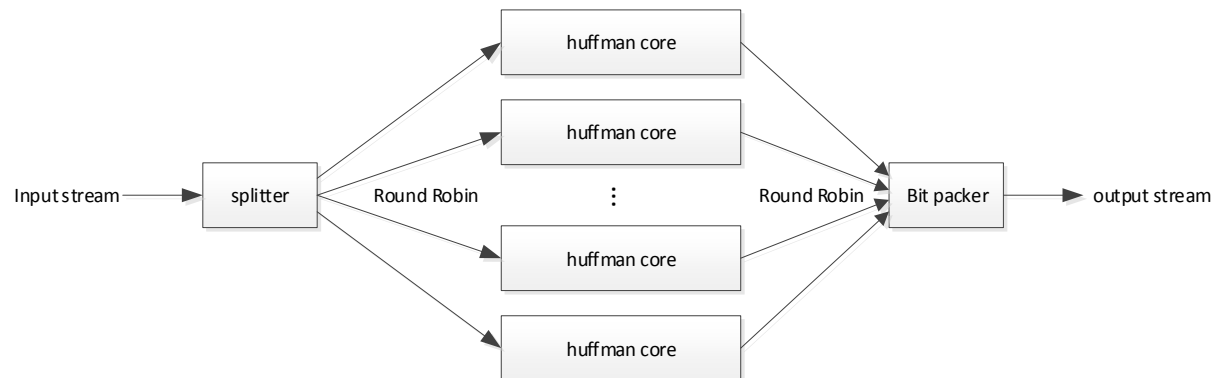 huffman core
huffman core
Input stream
splitter
Round Robin
⋮
Round Robin
Bit packer
output stream
huffman core
huffman core